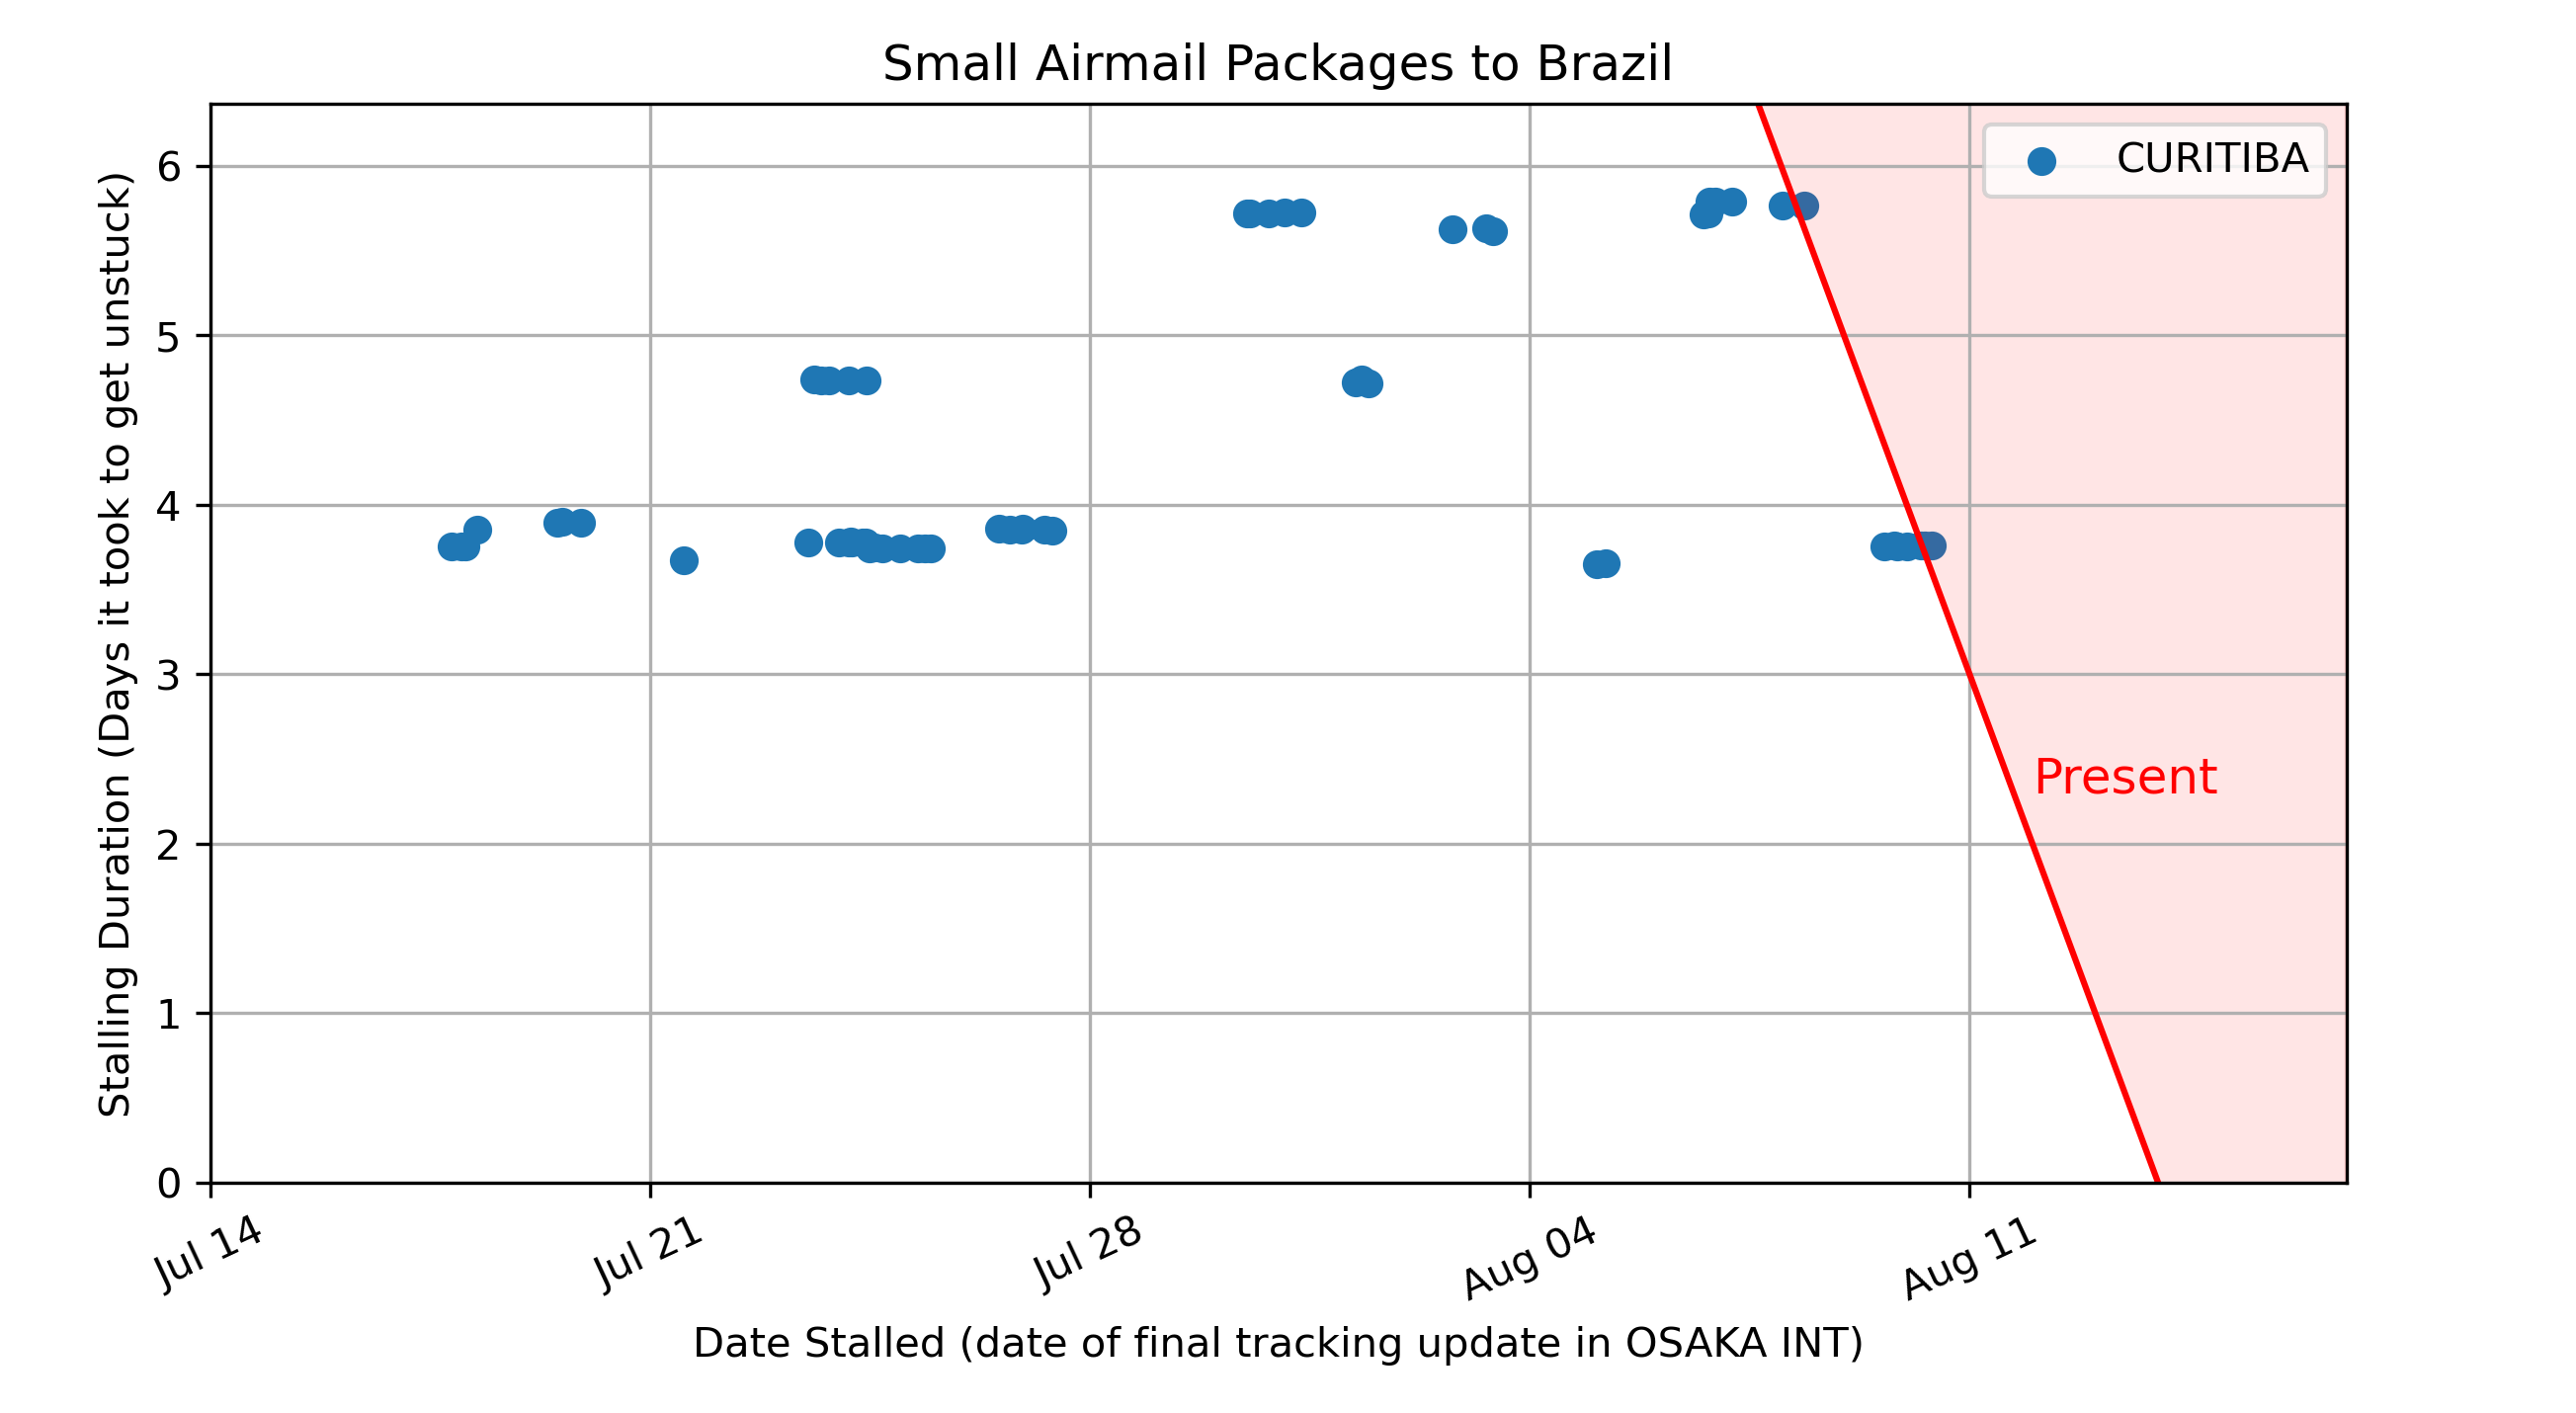 Small Airmail Packages to Brazil
CURITIBA
Stalling Duration (Days it took to get unstuck)
6
5
4
3
2
1
0
Present
Jul 14
Jul 21
Jul 28
Aug 04
Aug 11
Date Stalled (date of final tracking update in OSAKA INT)